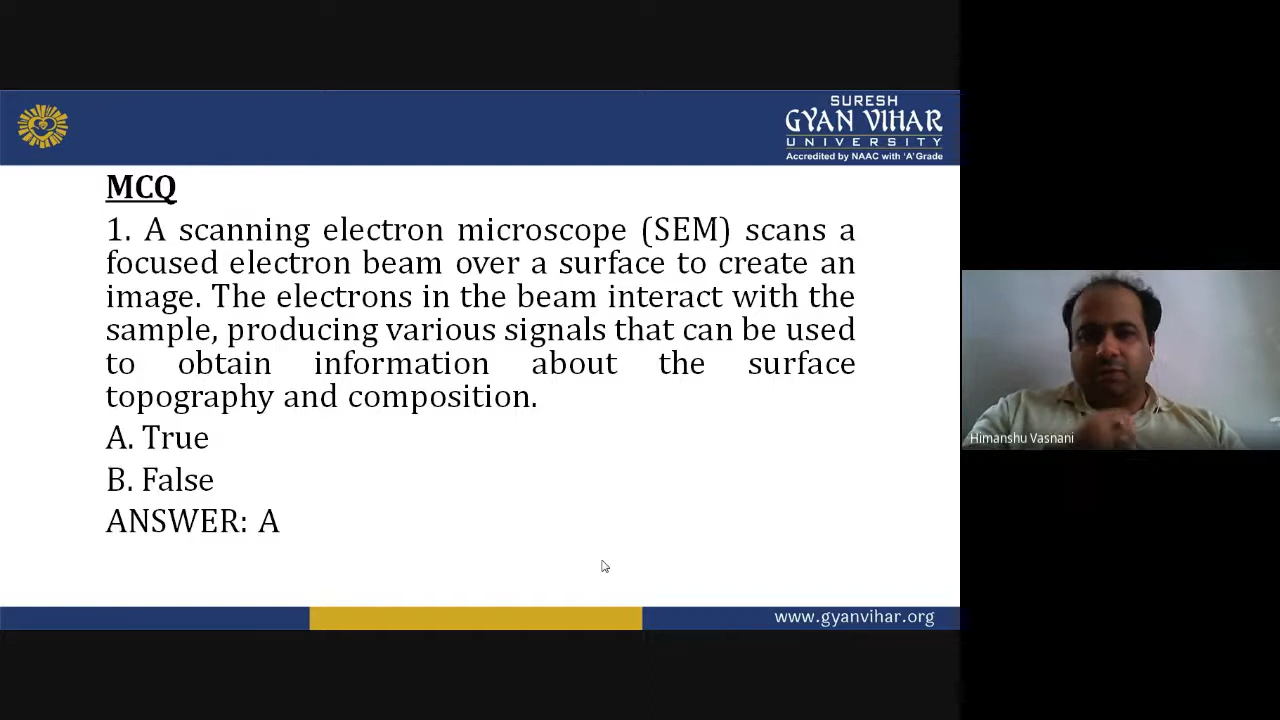 SURESH
GYAN VIHAR
UNIVERSITY
Accredited by NAAC with 'A' Grade
MCQ
1. A scanning electron microscope (SEM) scans a
focused electron beam over a surface to create an
image. The electrons in the beam interact with the
sample, producing various signals that can be used
to obtain information about the surface
topography and composition.
A. True
B. False
ANSWER: A
Himanshu Vasnani
www.gyanvihar.org